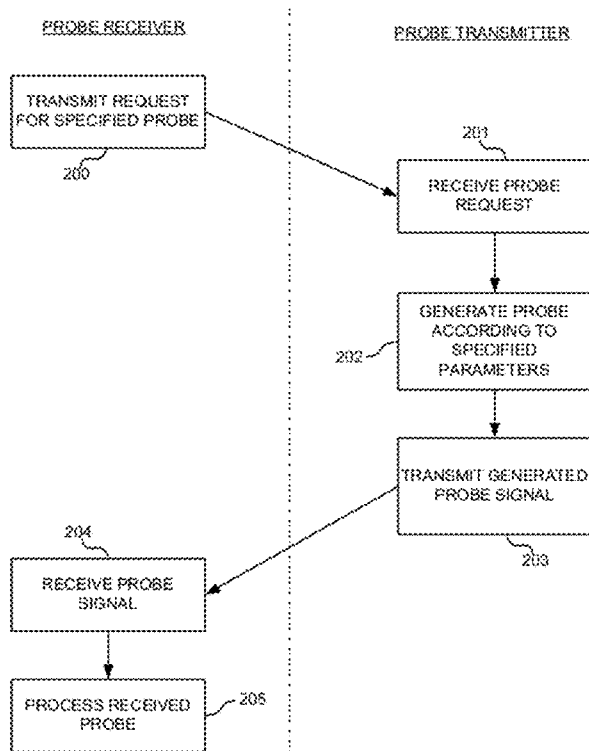 PROBE RECEIVER
PROBE TRANSMITTER
TRANSMIT REQUEST
FOR SPECIFIED PROBE
200
201
RECEIVE PROBE
REQUEST
GENERATE PROBE
ACCORDING TO
SPECIFIED
PARAMETERS
202
TRANSMIT GENERATED
PROBE SIGNAL
203
204
RECEIVE PROBE
SIGNAL
PROCESS RECEIVED
PROBE
205